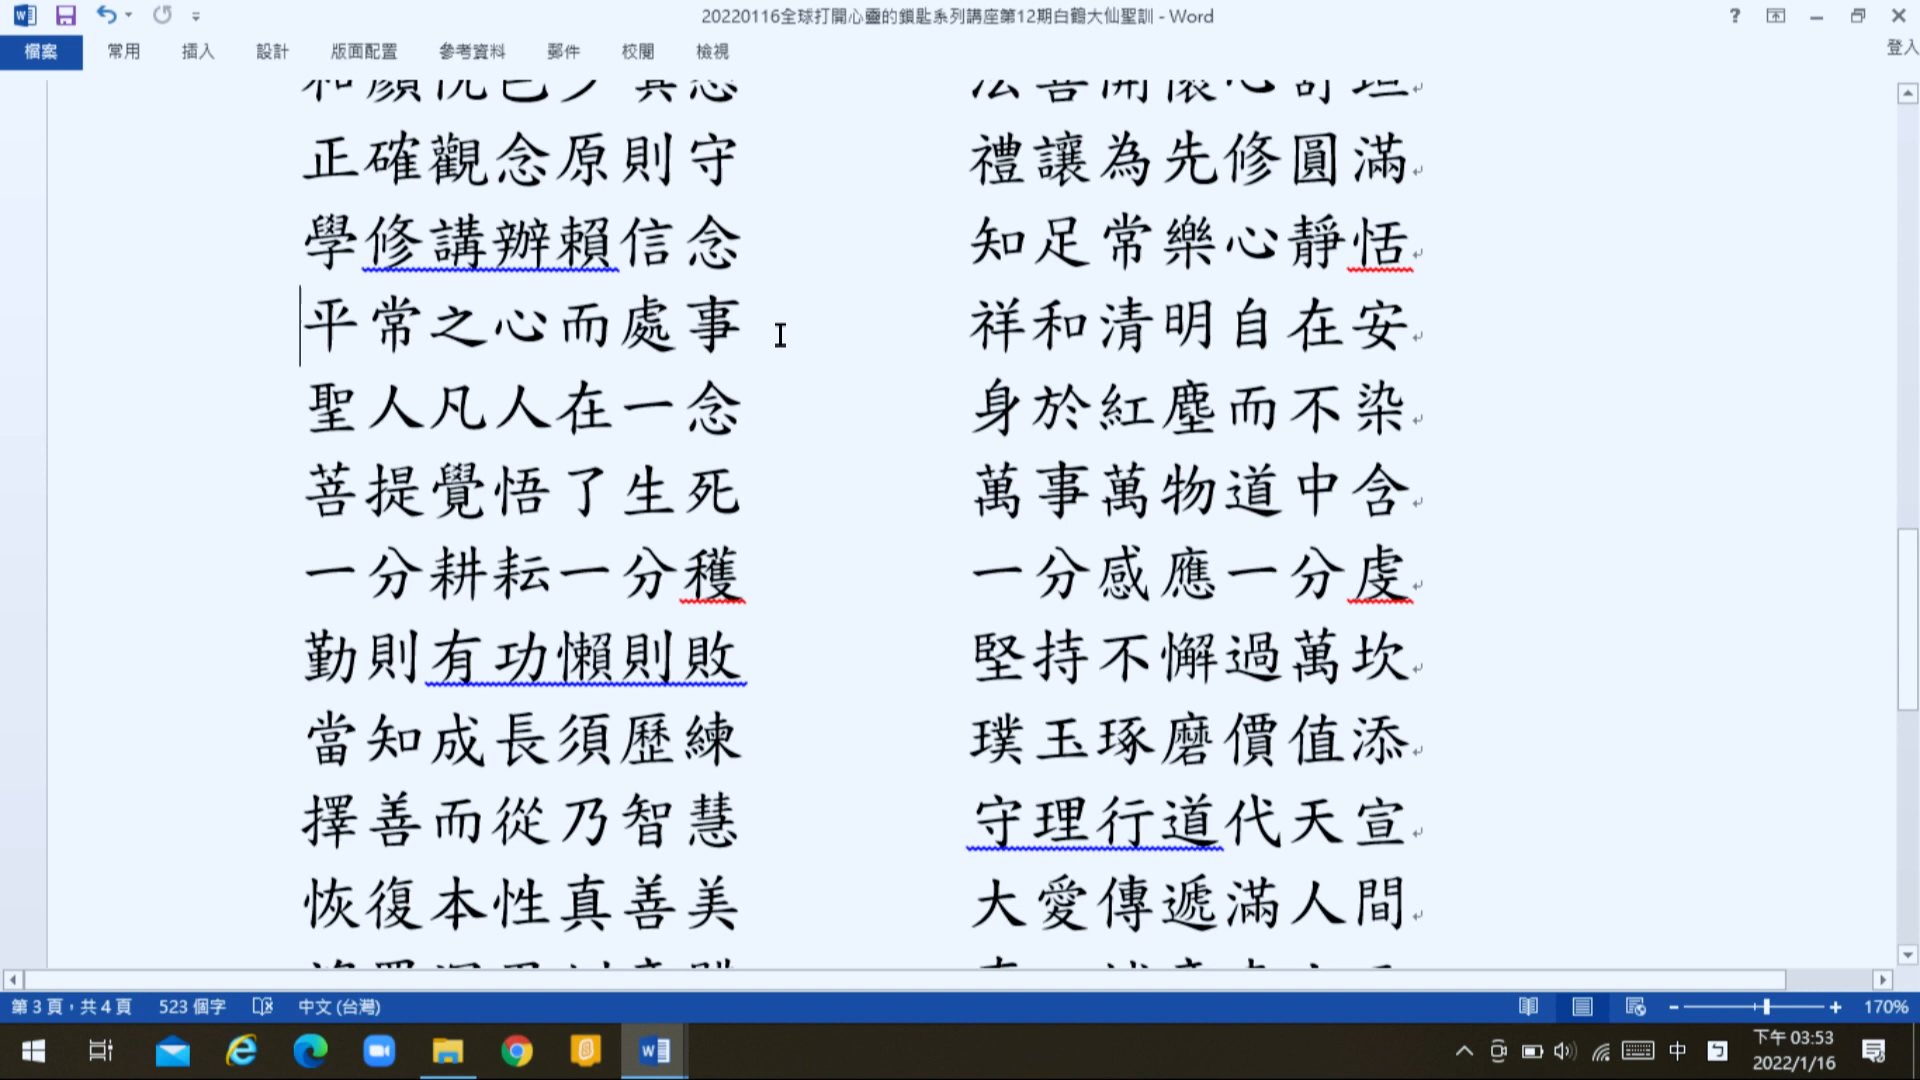 20220116全球打開心靈的鎖匙系列講座第12期白鶴大仙聖訓 - Word
檔案 常用 插入 設計 版面配置 參考資料 郵件 校閱 檢視 登入
正確觀念原則守 禮讓為先修圓滿
學修講辦賴信念 知足常樂心靜恬
平常之心而處事 祥和清明自在安
聖人凡人在一念 身於紅塵而不染
菩提覺悟了生死 萬事萬物道中含
一分耕耘一分穫 一分感應一分虔
勤則有功懶則敗 堅持不懈過萬坎
當知成長須歷練 璞玉琢磨價值添
擇善而從乃智慧 守理行道代天宣
恢復本性真善美 大愛傳遞滿人間
第 3 頁，共 4 頁 523 個字 中文 (台灣) 170%
中 下午 03:53
2022/1/16